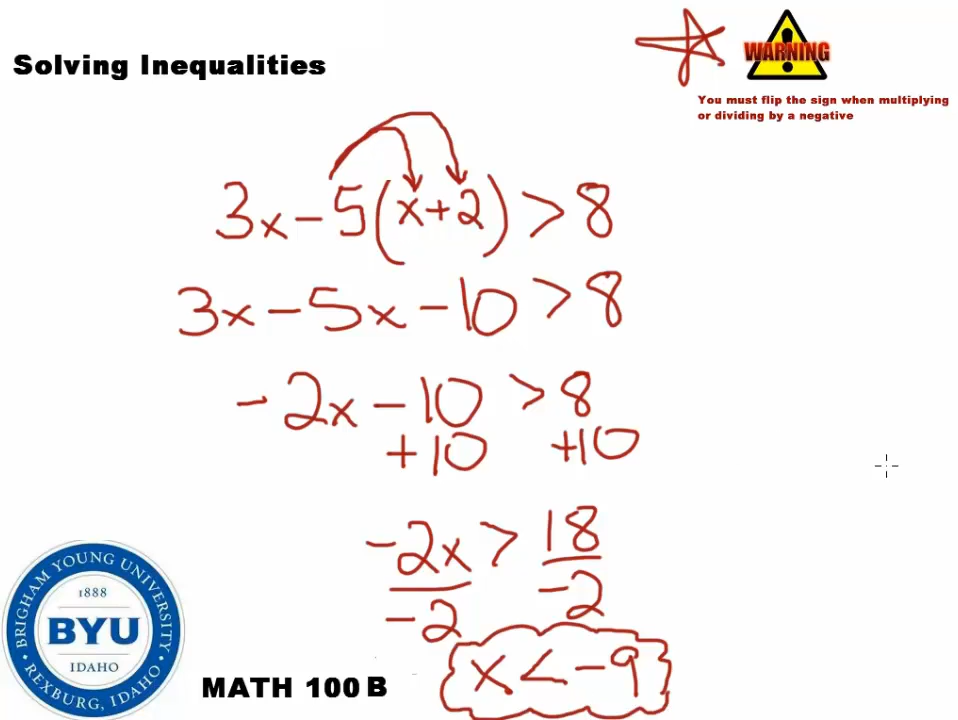 Solving Inequalities
WARNING
You must flip the sign when multiplying
or dividing by a negative
3x - 5(x + 2) > 8
3x - 5x - 10 > 8
-2x - 10 > 8
+10 +10
-2x > 18
-2 -2
x < -9
BRIGHAM YOUNG UNIVERSITY
1888
BYU
IDAHO
REXBURG, IDAHO
MATH 100 B